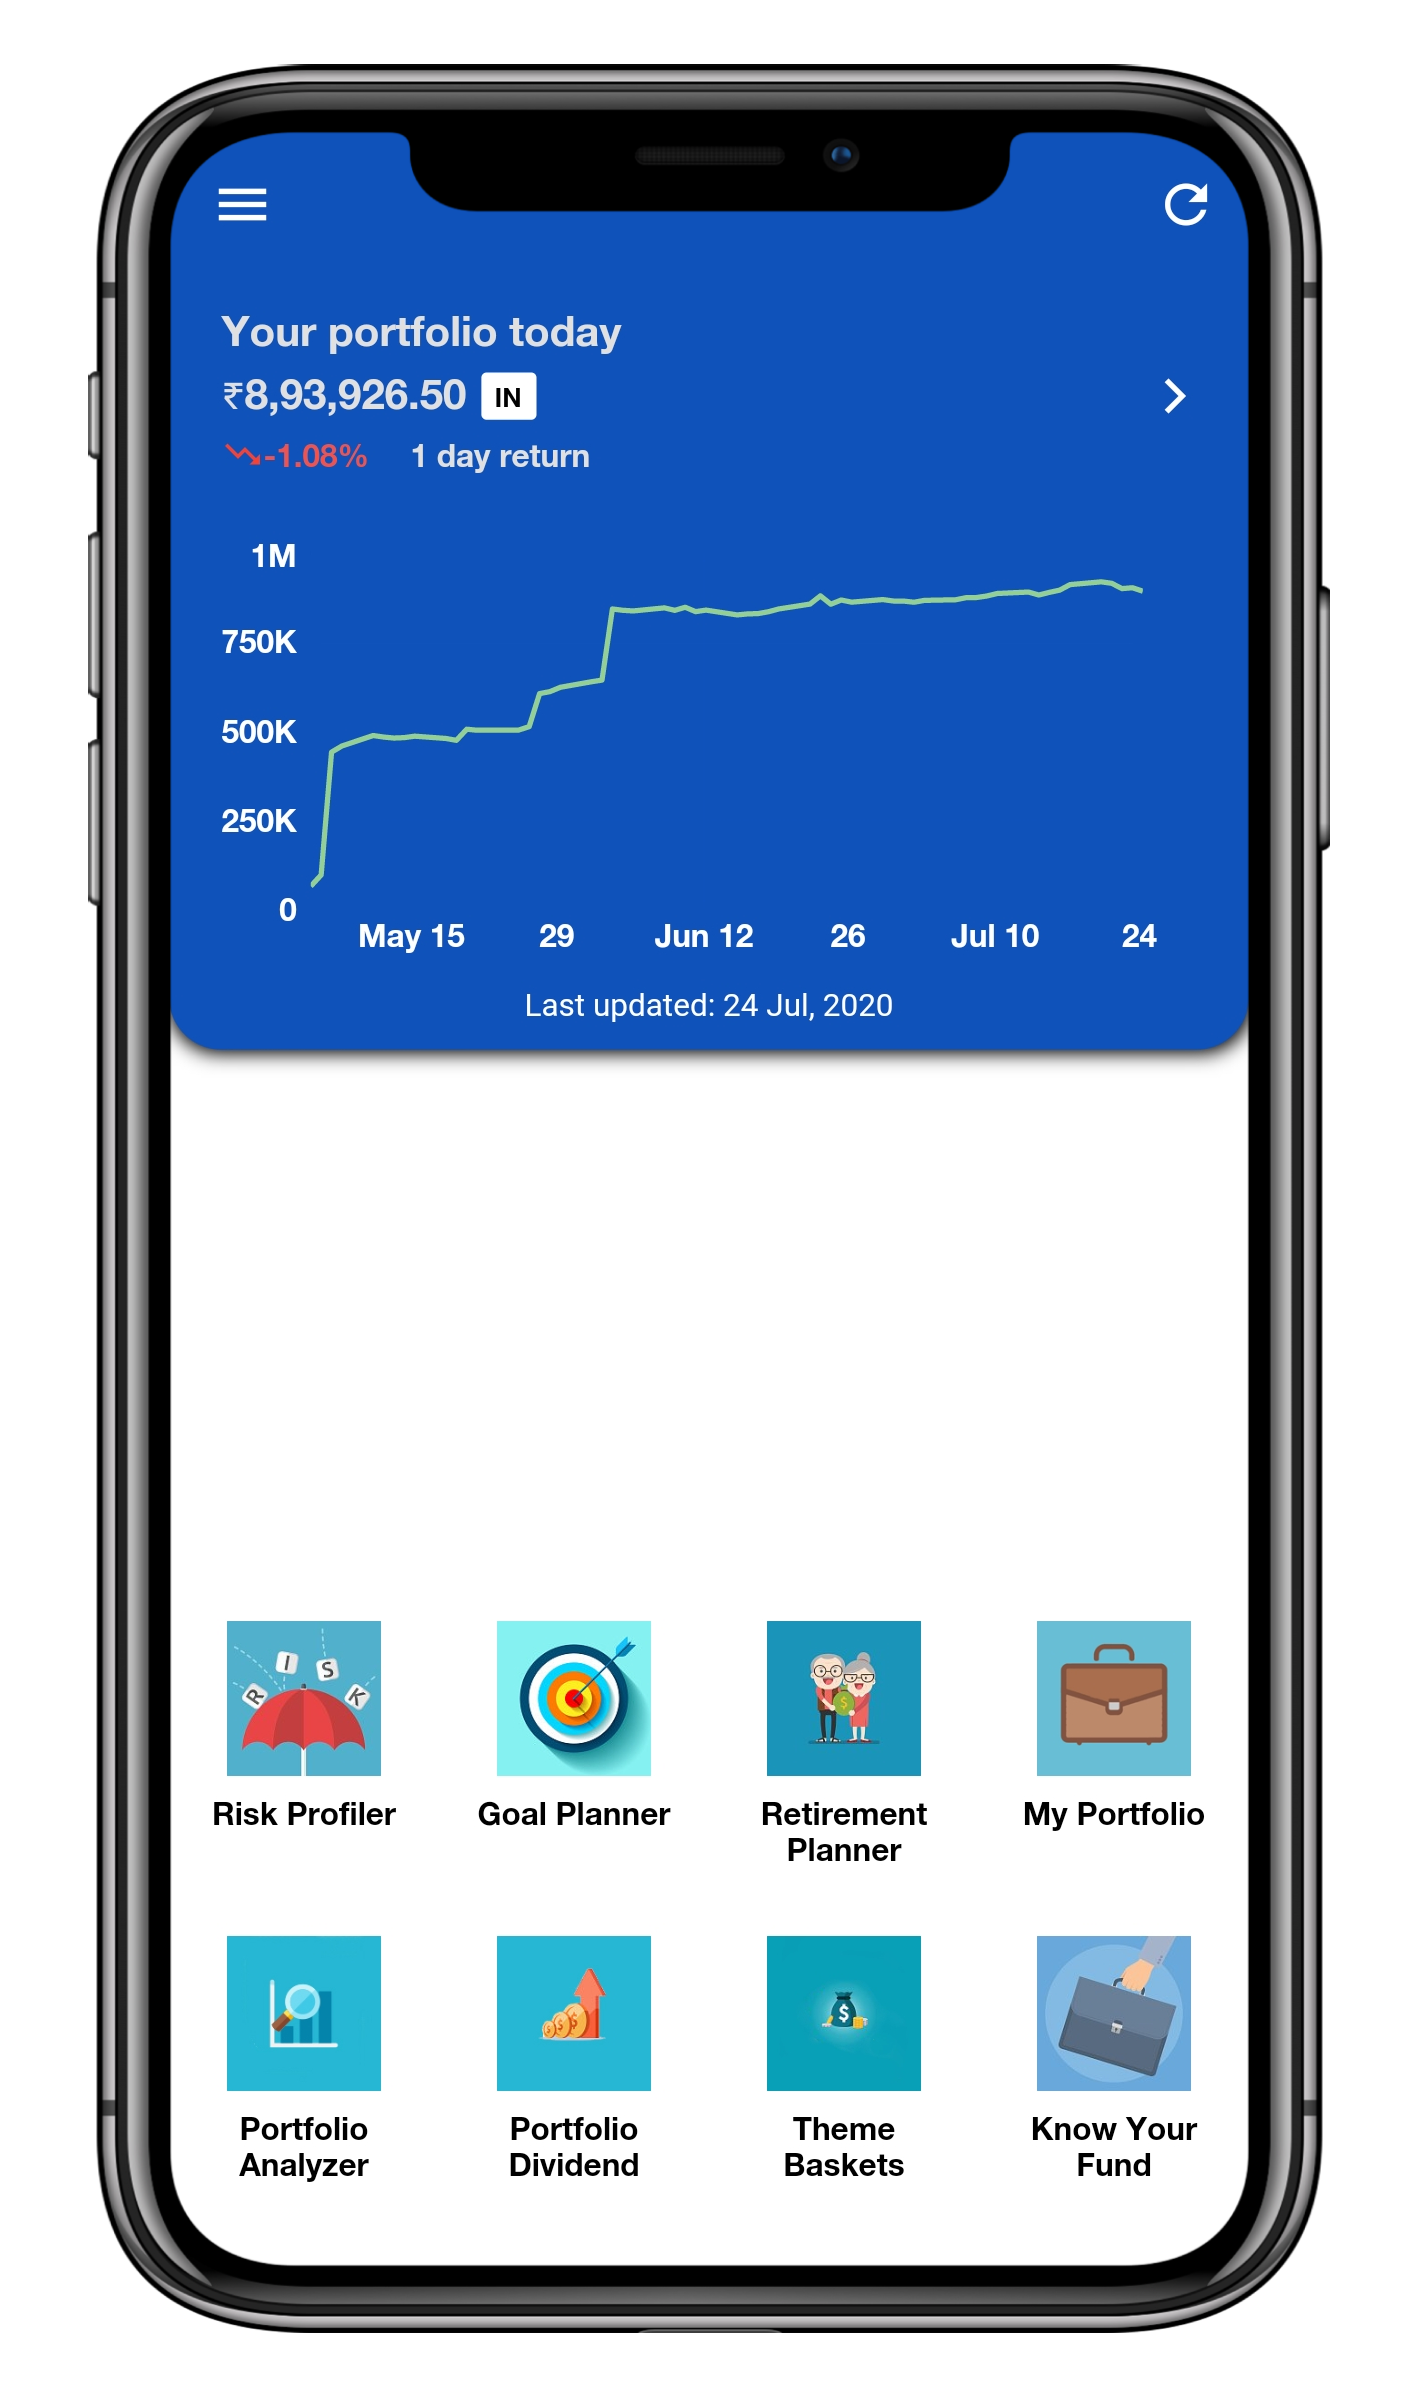 Your portfolio today
₹8,93,926.50 IN
-1.08% 1 day return
1M
750K
500K
250K
0
May 15 29 Jun 12 26 Jul 10 24
Last updated: 24 Jul, 2020
R I S K
Risk Profiler
Goal Planner
$
Retirement
Planner
My Portfolio
Portfolio
Analyzer
$ $ $
Portfolio
Dividend
$
Theme
Baskets
Know Your
Fund